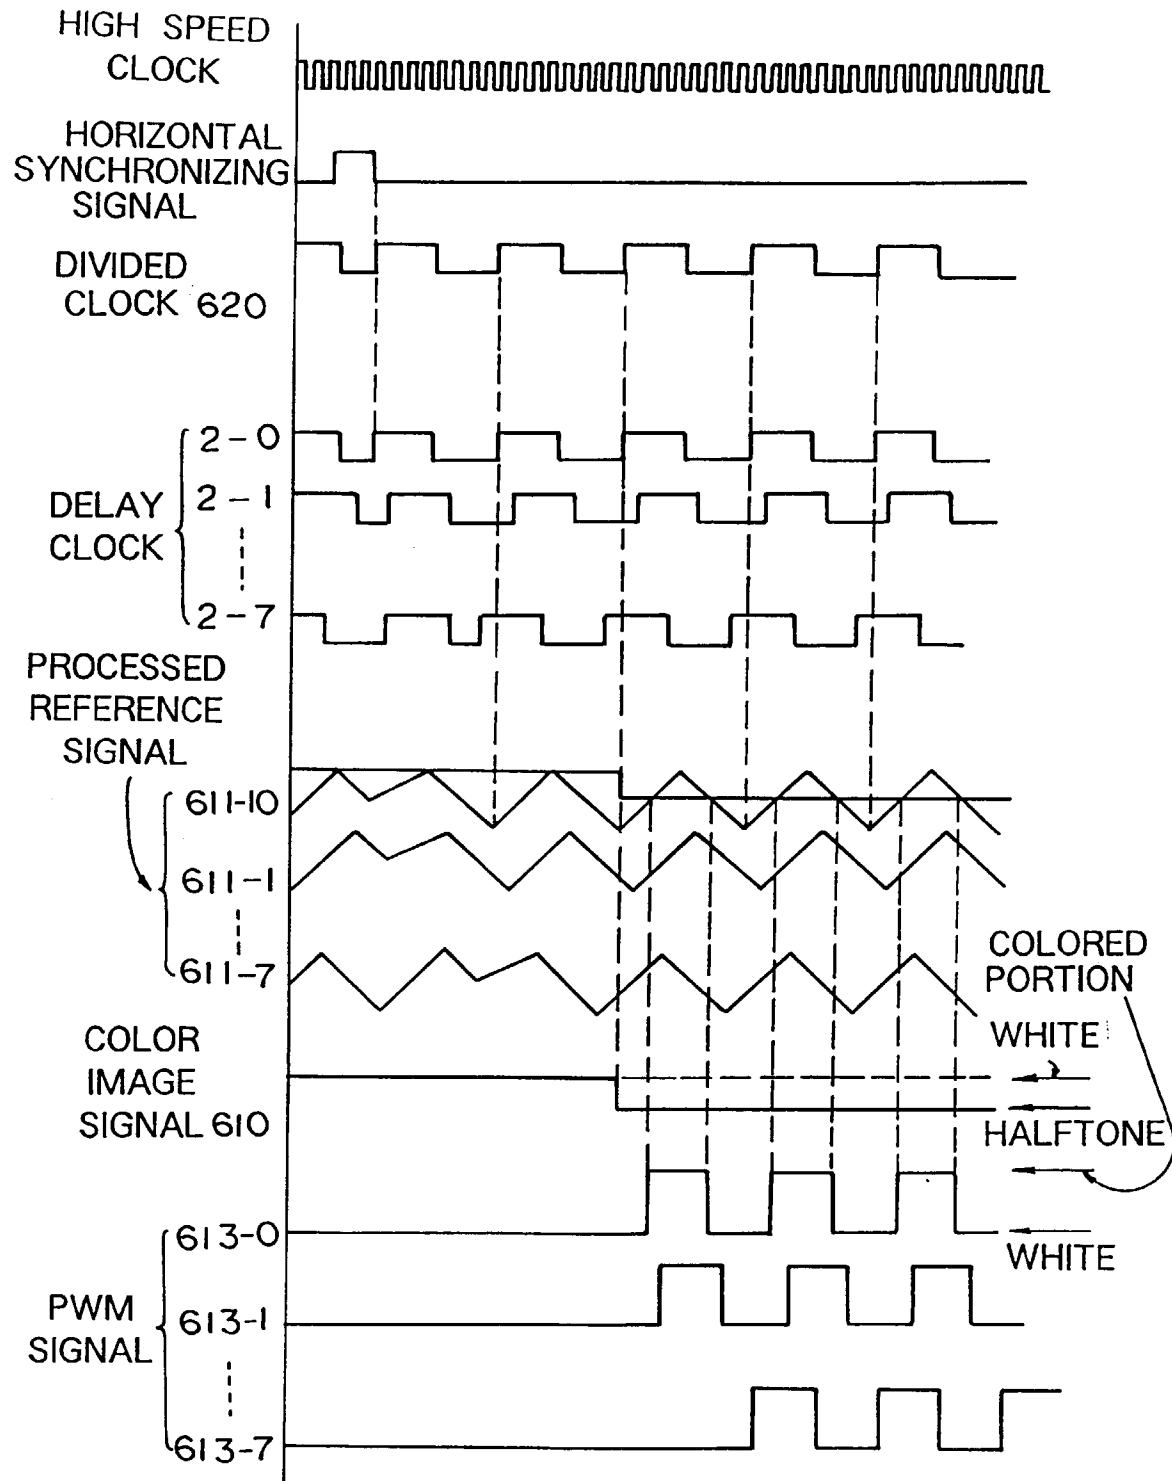 HIGH SPEED
CLOCK
HORIZONTAL
SYNCHRONIZING
SIGNAL
DIVIDED
CLOCK 620
DELAY
CLOCK
2-0
2-1
2-7
PROCESSED
REFERENCE
SIGNAL
611-10
611-1
611-7
COLORED
PORTION
WHITE
COLOR
IMAGE
SIGNAL 610
HALFTONE
613-0
WHITE
PWM
SIGNAL
613-1
613-7